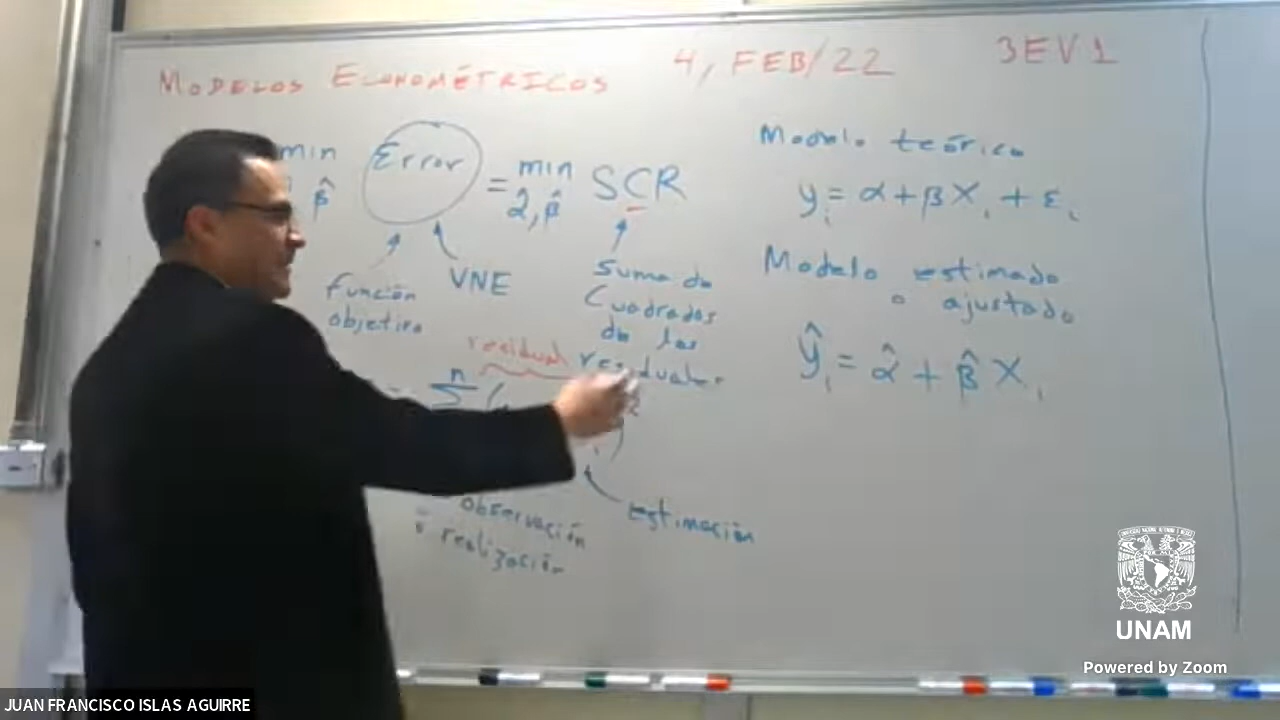 MODELOS ECONOMÉTRICOS 4, FEB/22 3EV1
min Error = min SCR
β̂ α̂, β̂
función objetivo
VNE
Suma de
Cuadrados
de los
residuales
residual
n
Σ (
2
)
observación
o realización
estimación
Modelo teórico
yᵢ = α + βXᵢ + εᵢ
Modelo estimado
o ajustado
ŷᵢ = α̂ + β̂Xᵢ
UNAM
Powered by Zoom
JUAN FRANCISCO ISLAS AGUIRRE